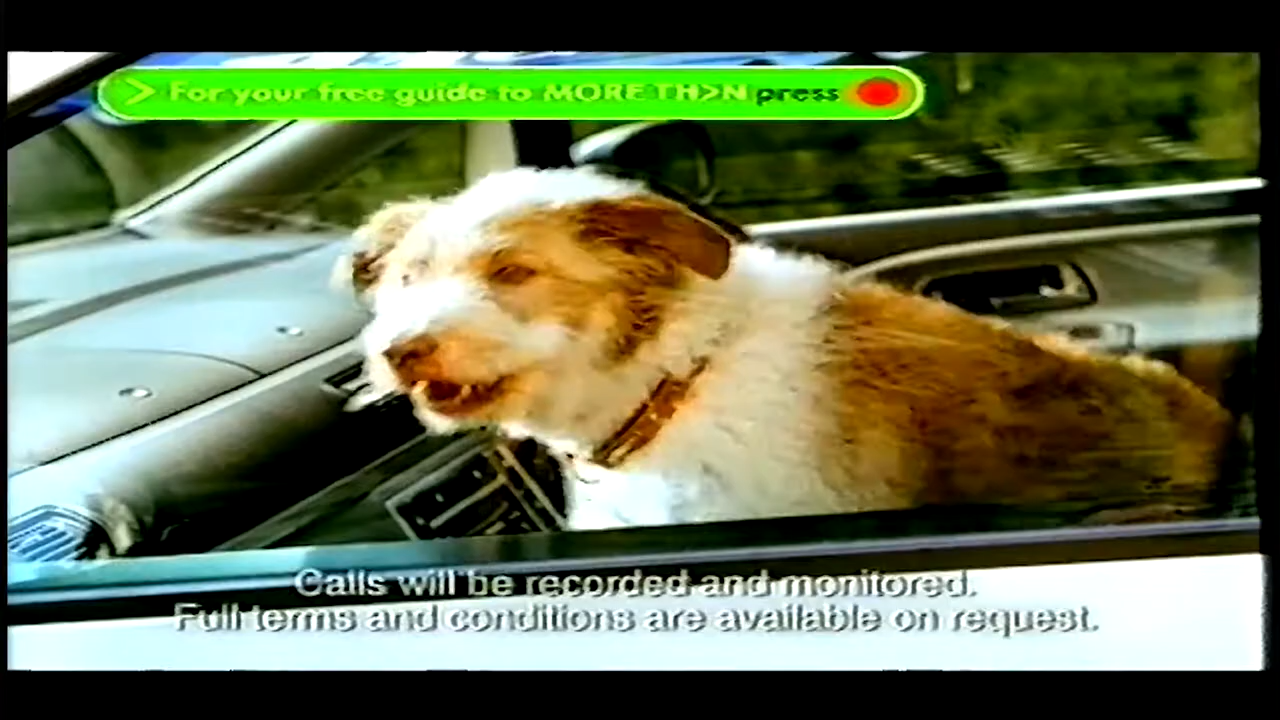 > For your free guide to MORE TH>N press
Calls will be recorded and monitored.
Full terms and conditions are available on request.